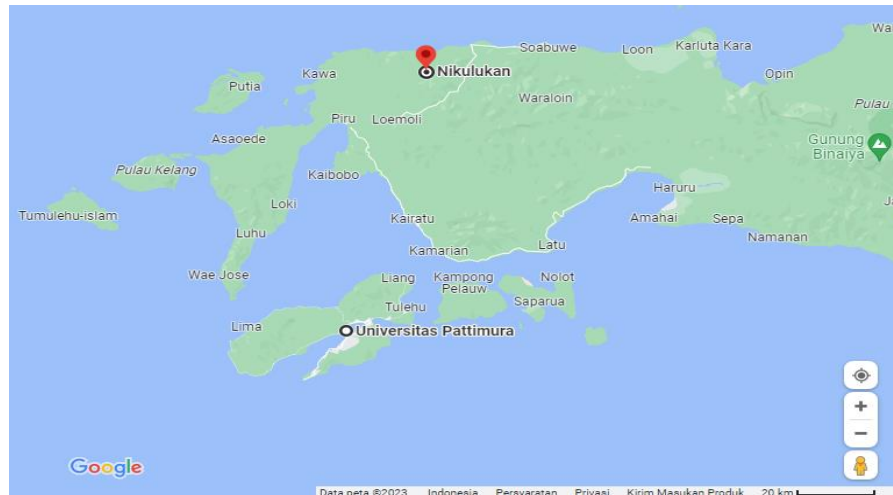 Wa
Soabuwe
Loon
Karluta Kara
Kawa
Nikulukan
Opin
Putia
Waraloin
Pulau
Piru
Loemoli
Asaoede
Gunung
Binaiya
Pulau Kelang
Kaibobo
Haruru
Loki
Ja
Tumulehu-islam
Kairatu
Amahai
Sepa
Luhu
Namanan
Kamarian
Latu
Wae Jose
Liang
Kampong
Pelauw
Nolot
Tulehu
Saparua
Lima
Universitas Pattimura
Google
Data peta ©2023 Indonesia Persyaratan Privasi Kirim Masukan Produk 20 km